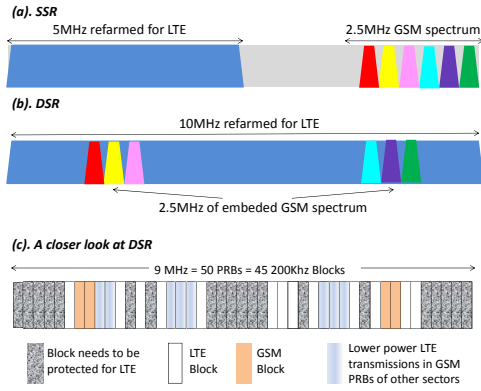 (a). SSR
5MHz refarmed for LTE
2.5MHz GSM spectrum
(b). DSR
10MHz refarmed for LTE
2.5MHz of embeded GSM spectrum
(c). A closer look at DSR
9 MHz = 50 PRBs = 45 200Khz Blocks
Block needs to be
protected for LTE
LTE
Block
GSM
Block
Lower power LTE
transmissions in GSM
PRBs of other sectors